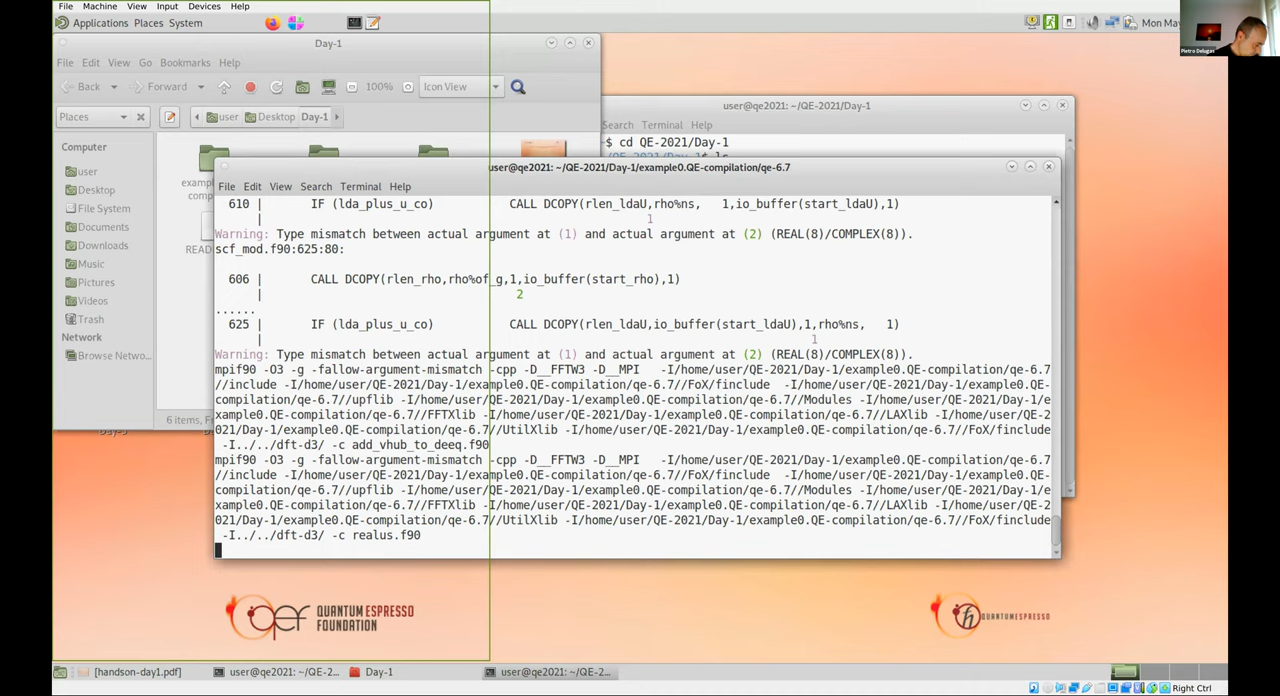 File Machine View Input Devices Help
Applications Places System
Mon May
Pietro Delugas
Day-1
File Edit View Go Bookmarks Help
Back Forward 100% Icon View
Places user Desktop Day-1
Computer
user
Desktop
File System
Documents
Downloads
Music
Pictures
Videos
Trash
Network
Browse Netwo...
READ
6 items, Fr
user@qe2021: ~/QE-2021/Day-1
Search Terminal Help
$ cd QE-2021/Day-1
user@qe2021: ~/QE-2021/Day-1/example0.QE-compilation/qe-6.7
File Edit View Search Terminal Help
610 | IF (lda_plus_u_co) CALL DCOPY(rlen_ldaU,rho%ns, 1,io_buffer(start_ldaU),1)
| 1
Warning: Type mismatch between actual argument at (1) and actual argument at (2) (REAL(8)/COMPLEX(8)).
scf_mod.f90:625:80:
606 | CALL DCOPY(rlen_rho,rho%of_g,1,io_buffer(start_rho),1)
| 2
......
625 | IF (lda_plus_u_co) CALL DCOPY(rlen_ldaU,io_buffer(start_ldaU),1,rho%ns, 1)
| 1
Warning: Type mismatch between actual argument at (1) and actual argument at (2) (REAL(8)/COMPLEX(8)).
mpif90 -O3 -g -fallow-argument-mismatch -cpp -D__FFTW3 -D__MPI -I/home/user/QE-2021/Day-1/example0.QE-compilation/qe-6.7
//include -I/home/user/QE-2021/Day-1/example0.QE-compilation/qe-6.7//FoX/finclude -I/home/user/QE-2021/Day-1/example0.QE-
compilation/qe-6.7//upflib -I/home/user/QE-2021/Day-1/example0.QE-compilation/qe-6.7//Modules -I/home/user/QE-2021/Day-1/e
xample0.QE-compilation/qe-6.7//FFTXlib -I/home/user/QE-2021/Day-1/example0.QE-compilation/qe-6.7//LAXlib -I/home/user/QE-2
021/Day-1/example0.QE-compilation/qe-6.7//UtilXlib -I/home/user/QE-2021/Day-1/example0.QE-compilation/qe-6.7//FoX/finclude
-I../../dft-d3/ -c add_vhub_to_deeq.f90
mpif90 -O3 -g -fallow-argument-mismatch -cpp -D__FFTW3 -D__MPI -I/home/user/QE-2021/Day-1/example0.QE-compilation/qe-6.7
//include -I/home/user/QE-2021/Day-1/example0.QE-compilation/qe-6.7//FoX/finclude -I/home/user/QE-2021/Day-1/example0.QE-
compilation/qe-6.7//upflib -I/home/user/QE-2021/Day-1/example0.QE-compilation/qe-6.7//Modules -I/home/user/QE-2021/Day-1/e
xample0.QE-compilation/qe-6.7//FFTXlib -I/home/user/QE-2021/Day-1/example0.QE-compilation/qe-6.7//LAXlib -I/home/user/QE-2
021/Day-1/example0.QE-compilation/qe-6.7//UtilXlib -I/home/user/QE-2021/Day-1/example0.QE-compilation/qe-6.7//FoX/finclude
-I../../dft-d3/ -c realus.f90
QUANTUM ESPRESSO
FOUNDATION
QUANTUMESPRESSO
[handson-day1.pdf] user@qe2021: ~/QE-2... Day-1 user@qe2021: ~/QE-2...
Right Ctrl